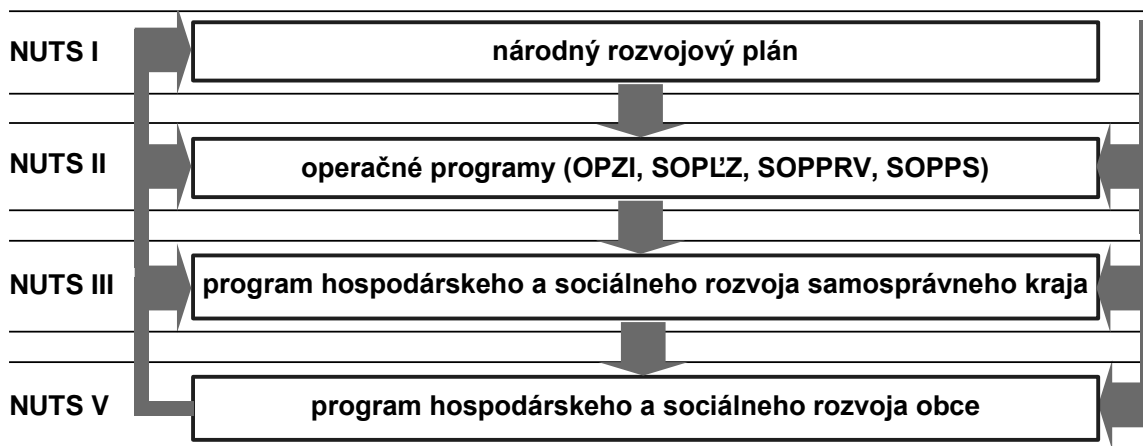 NUTS I národný rozvojový plán
NUTS II operačné programy (OPZI, SOPĽZ, SOPPRV, SOPPS)
NUTS III program hospodárskeho a sociálneho rozvoja samosprávneho kraja
NUTS V program hospodárskeho a sociálneho rozvoja obce